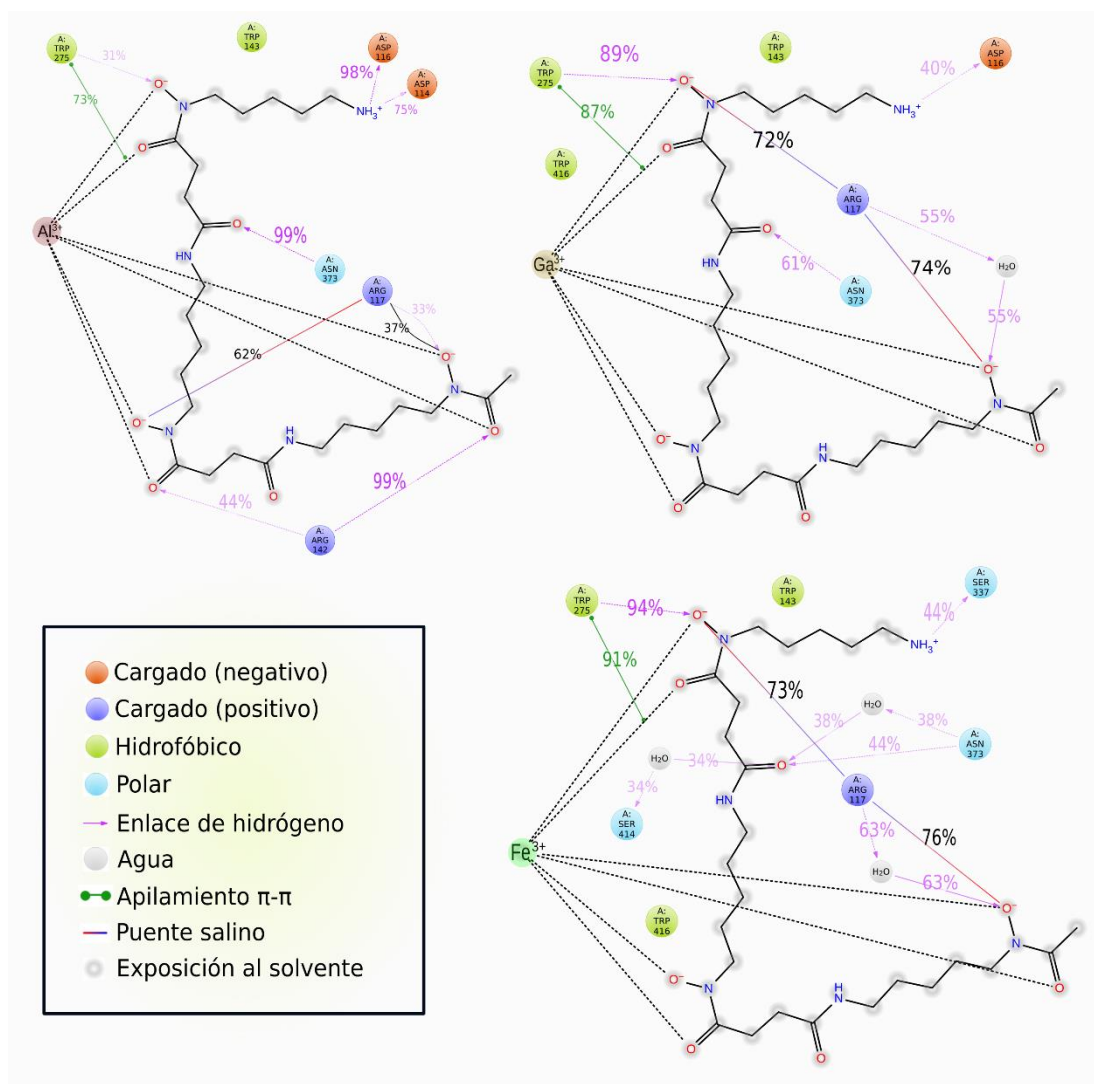 A:
TRP
275
31%
A:
TRP
143
A:
ASP
116
98%
A:
ASP
114
75%
73%
O⁻
N
NH₃⁺
O
Al³⁺
O
99%
HN
A:
ASN
373
A:
ARG
117
33%
37%
62%
O⁻
O⁻
N
N
H
N
O
O
O
99%
44%
A:
ARG
142
A:
TRP
275
89%
A:
TRP
143
A:
ASP
116
40%
87%
O⁻
N
NH₃⁺
72%
O
A:
TRP
416
A:
ARG
117
55%
O
Ga³⁺
HN
61%
74%
H₂O
A:
ASN
373
55%
O⁻
N
O⁻
N
H
N
O
O
O
A:
TRP
275
94%
A:
TRP
143
A:
SER
337
44%
91%
O⁻
N
NH₃⁺
73%
O
H₂O
38%
38%
A:
ASN
373
44%
H₂O
34%
O
34%
A:
SER
414
HN
A:
ARG
117
63%
76%
Fe³⁺
H₂O
63%
O⁻
A:
TRP
416
N
O⁻
N
H
N
O
O
O
Cargado (negativo)
Cargado (positivo)
Hidrofóbico
Polar
Enlace de hidrógeno
Agua
Apilamiento π-π
Puente salino
Exposición al solvente